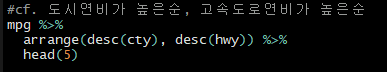 #cf. 도시연비가 높은순, 고속도로연비가 높은순
mpg %>%
  arrange(desc(cty), desc(hwy)) %>%
  head(5)